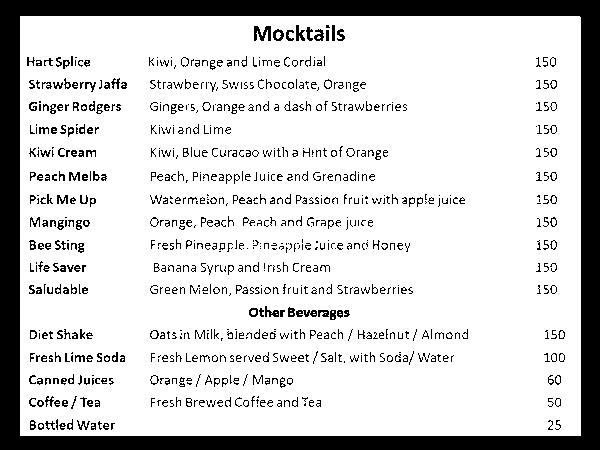 Mocktails
Hart Splice Kiwi, Orange and Lime Cordial 150
Strawberry Jaffa Strawberry, Swiss Chocolate, Orange 150
Ginger Rodgers Gingers, Orange and a dash of Strawberries 150
Lime Spider Kiwi and Lime 150
Kiwi Cream Kiwi, Blue Curacao with a Hint of Orange 150
Peach Melba Peach, Pineapple Juice and Grenadine 150
Pick Me Up Watermelon, Peach and Passion fruit with apple juice 150
Mangingo Orange, Peach Peach and Grape juice 150
Bee Sting Fresh Pineapple, Pineapple Juice and Honey 150
Life Saver Banana Syrup and Irish Cream 150
Saludable Green Melon, Passion fruit and Strawberries 150
Other Beverages
Diet Shake Oats in Milk, blended with Peach / Hazelnut / Almond 150
Fresh Lime Soda Fresh Lemon served Sweet / Salt, with Soda/ Water 100
Canned Juices Orange / Apple / Mango 60
Coffee / Tea Fresh Brewed Coffee and Tea 50
Bottled Water 25